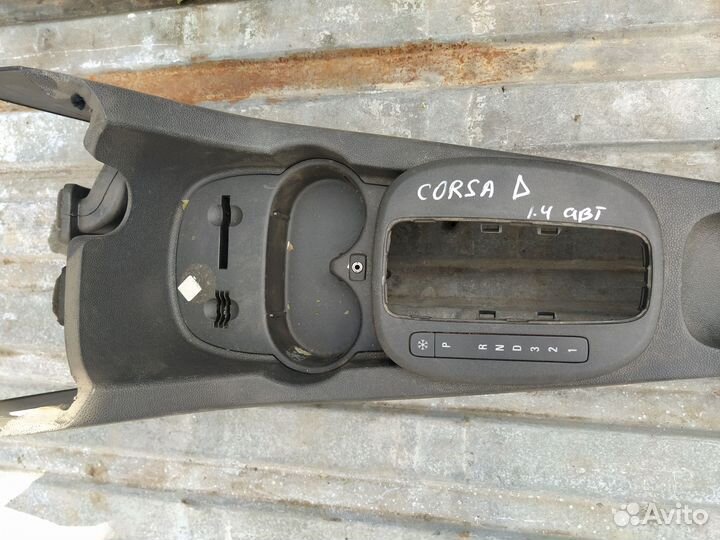 CORSA D
1.4 авт
P R N D 3 2 1
Avito